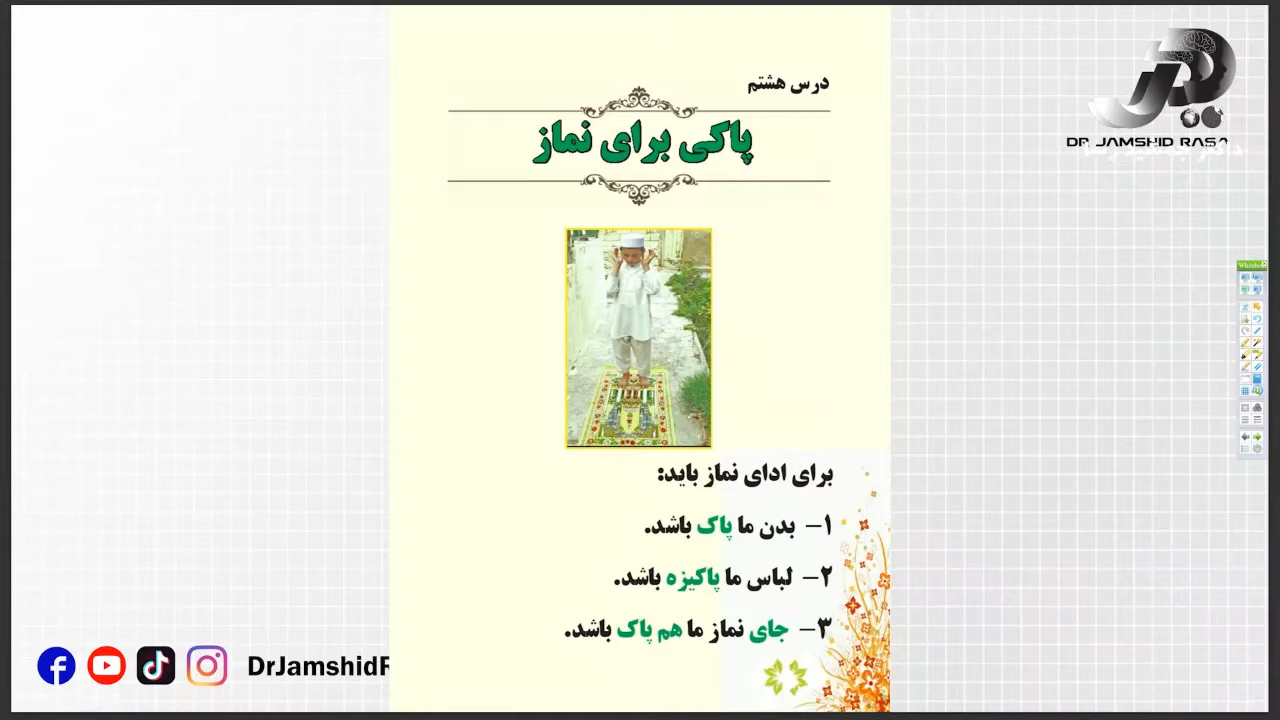 درس هشتم
پاکی برای نماز
برای ادای نماز باید:
۱- بدن ما پاک باشد.
۲- لباس ما پاکیزه باشد.
۳- جای نماز ما هم پاک باشد.
DR JAMSHID RASA
DrJamshidR